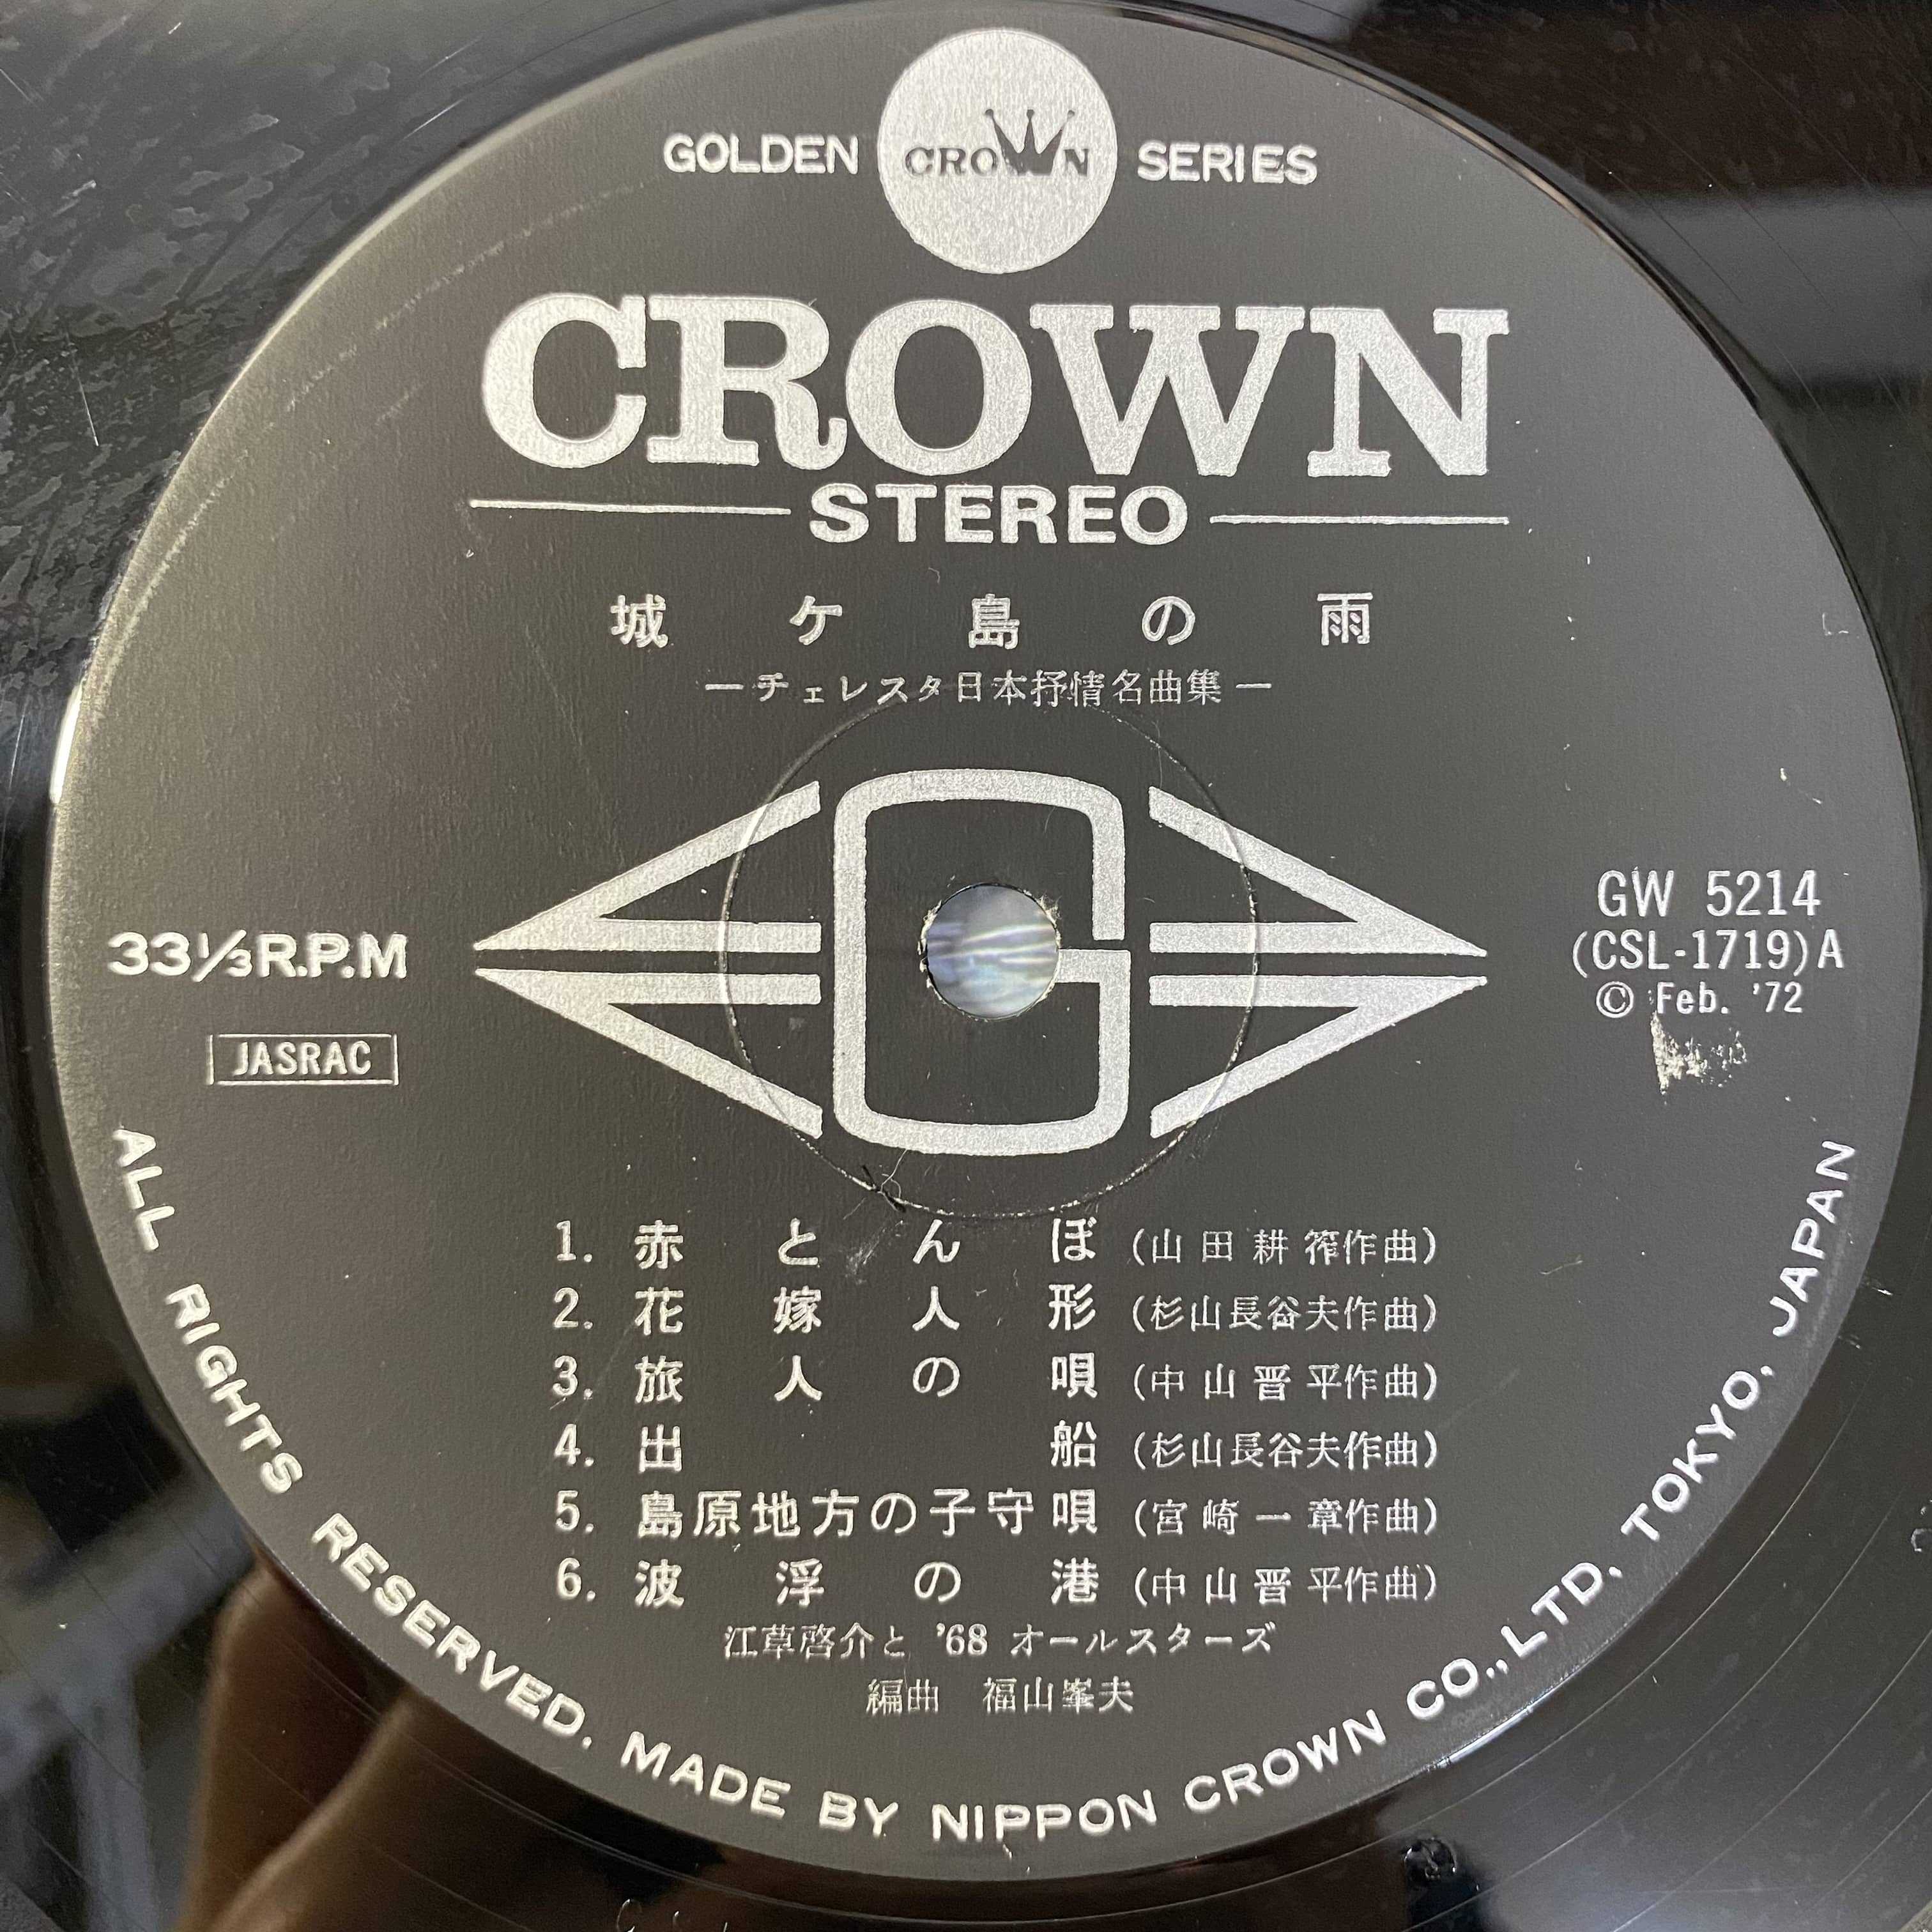 GOLDEN CROWN SERIES
CROWN
STEREO
城ケ島の雨
ーチェレスタ日本抒情名曲集ー
G
33⅓R.P.M
JASRAC
GW 5214
(CSL-1719)A
© Feb. '72
1. 赤とんぼ (山田耕筰作曲)
2. 花嫁人形 (杉山長谷夫作曲)
3. 旅人の唄 (中山晋平作曲)
4. 出船 (杉山長谷夫作曲)
5. 島原地方の子守唄 (宮崎一章作曲)
6. 波浮の港 (中山晋平作曲)
江草啓介と '68 オールスターズ
編曲 福山峯夫
ALL RIGHTS RESERVED. MADE BY NIPPON CROWN CO.,LTD, TOKYO, JAPAN